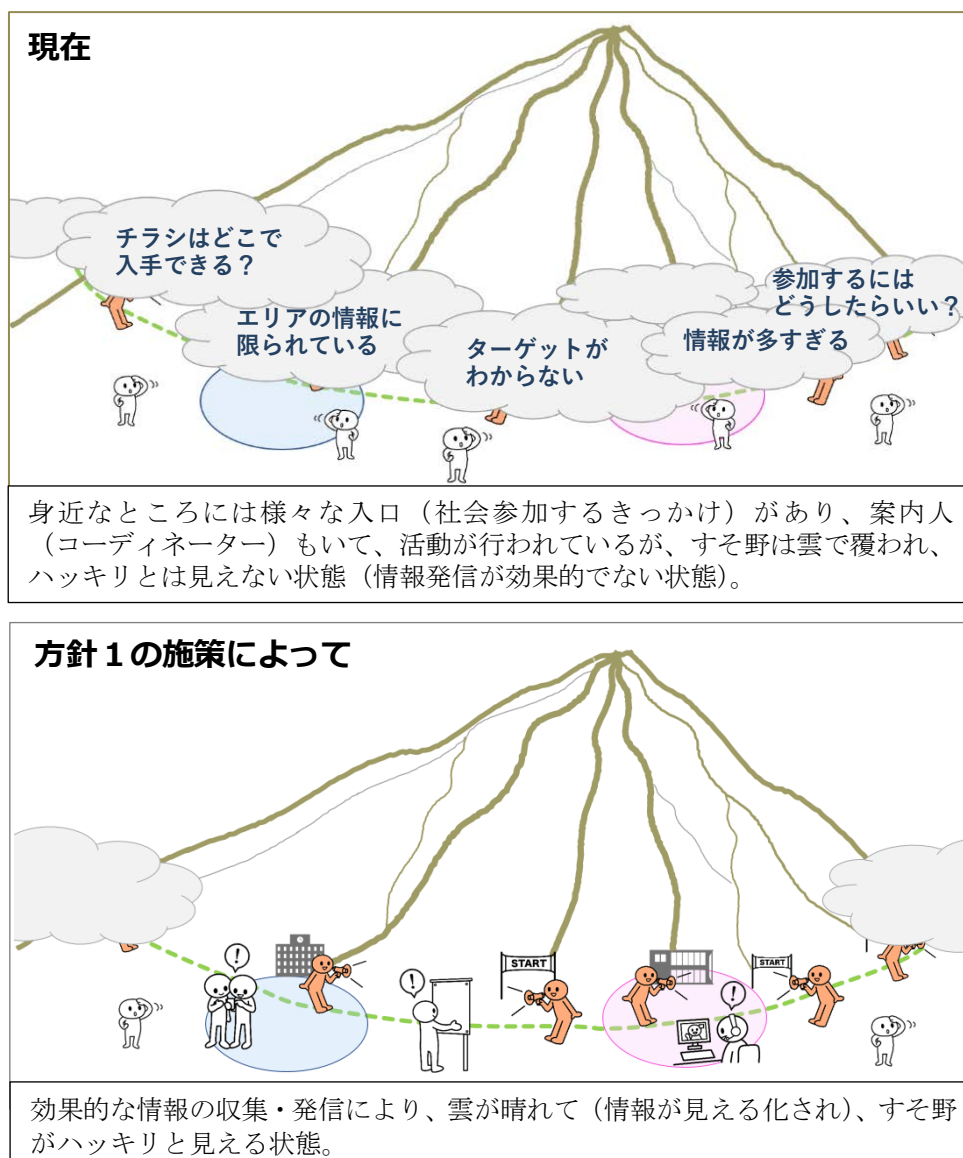 現在
チラシはどこで
入手できる？
エリアの情報に
限られている
ターゲットが
わからない
情報が多すぎる
参加するには
どうしたらいい？
身近なところには様々な入口（社会参加するきっかけ）があり、案内人
（コーディネーター）もいて、活動が行われているが、すそ野は雲で覆われ、
ハッキリとは見えない状態（情報発信が効果的でない状態）。
方針１の施策によって
！
！
START
！
START
効果的な情報の収集・発信により、雲が晴れて（情報が見える化され）、すそ野
がハッキリと見える状態。